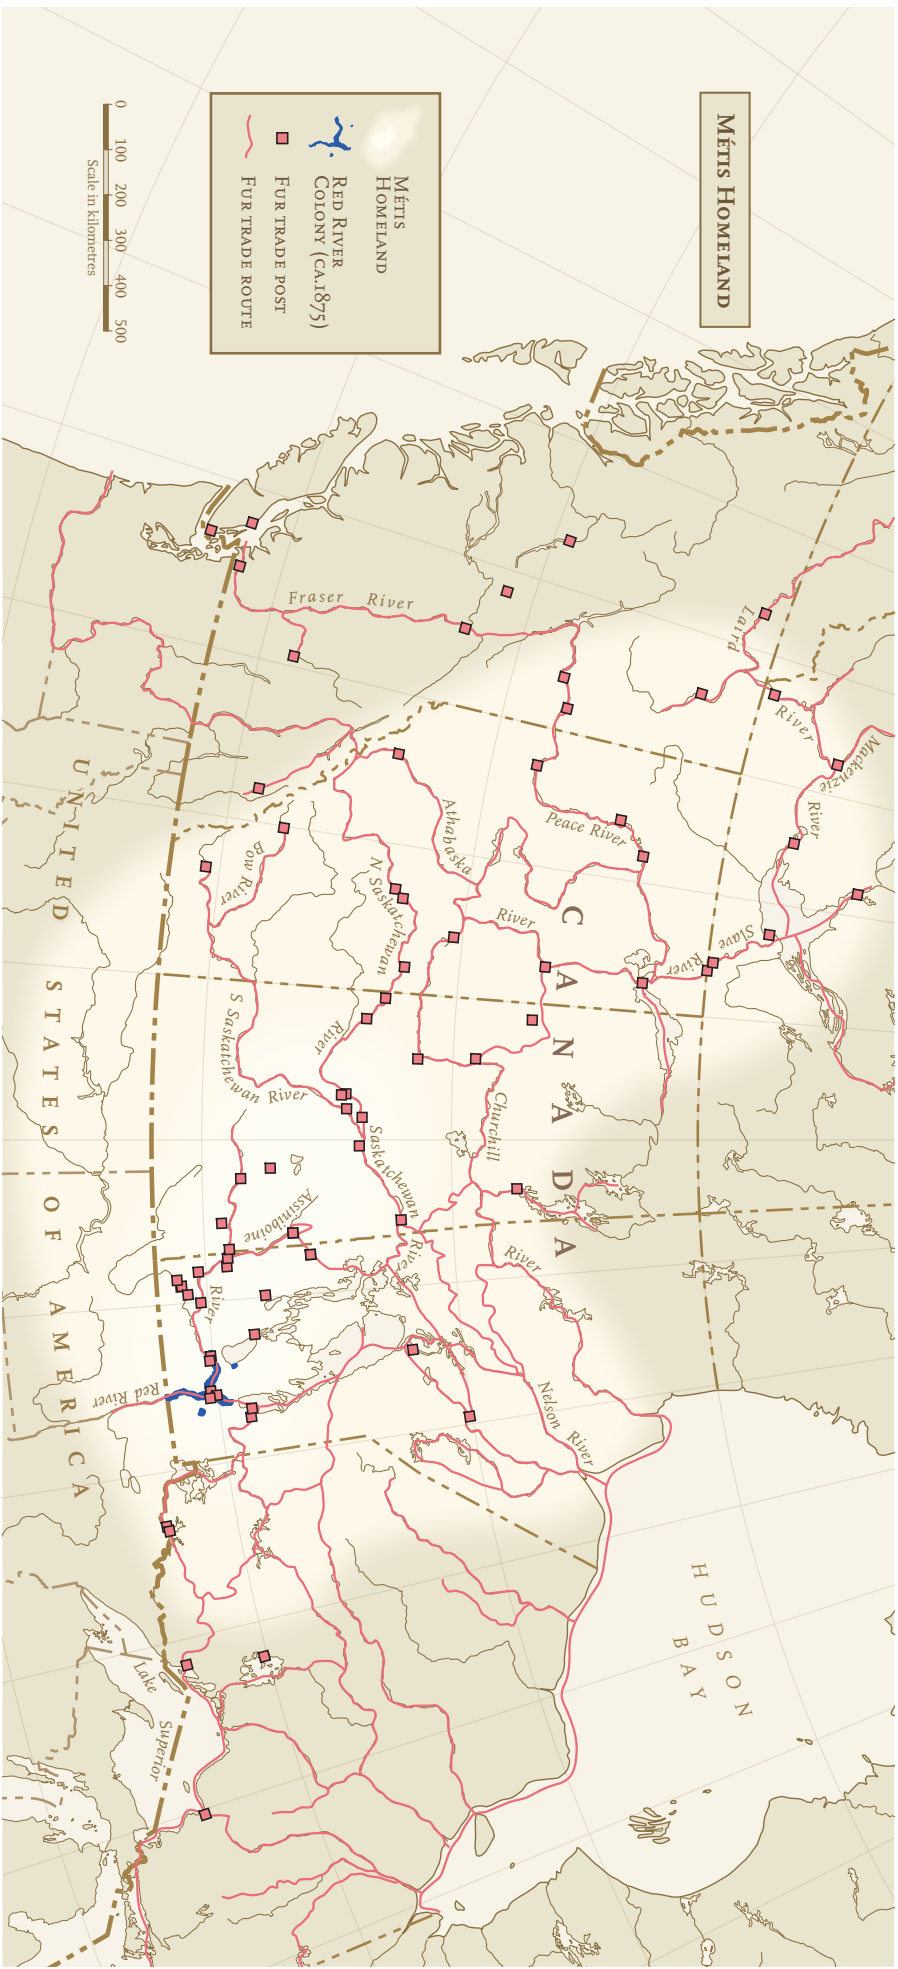 MÉTIS HOMELAND
MÉTIS
HOMELAND
RED RIVER
COLONY (CA.1875)
FUR TRADE POST
FUR TRADE ROUTE
0 100 200 300 400 500
Scale in kilometres
CANADA
UNITED STATES OF AMERICA
HUDSON
BAY
Laird
River
Mackenzie
River
Slave
River
Peace River
Fraser River
Athabaska
River
N Saskatchewan
River
Bow River
S Saskatchewan River
Saskatchewan
River
Churchill
River
Assiniboine
River
Nelson River
Red River
Lake
Superior